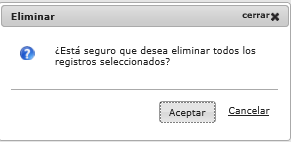 Eliminar cerrar
¿Está seguro que desea eliminar todos los
registros seleccionados?
Aceptar Cancelar